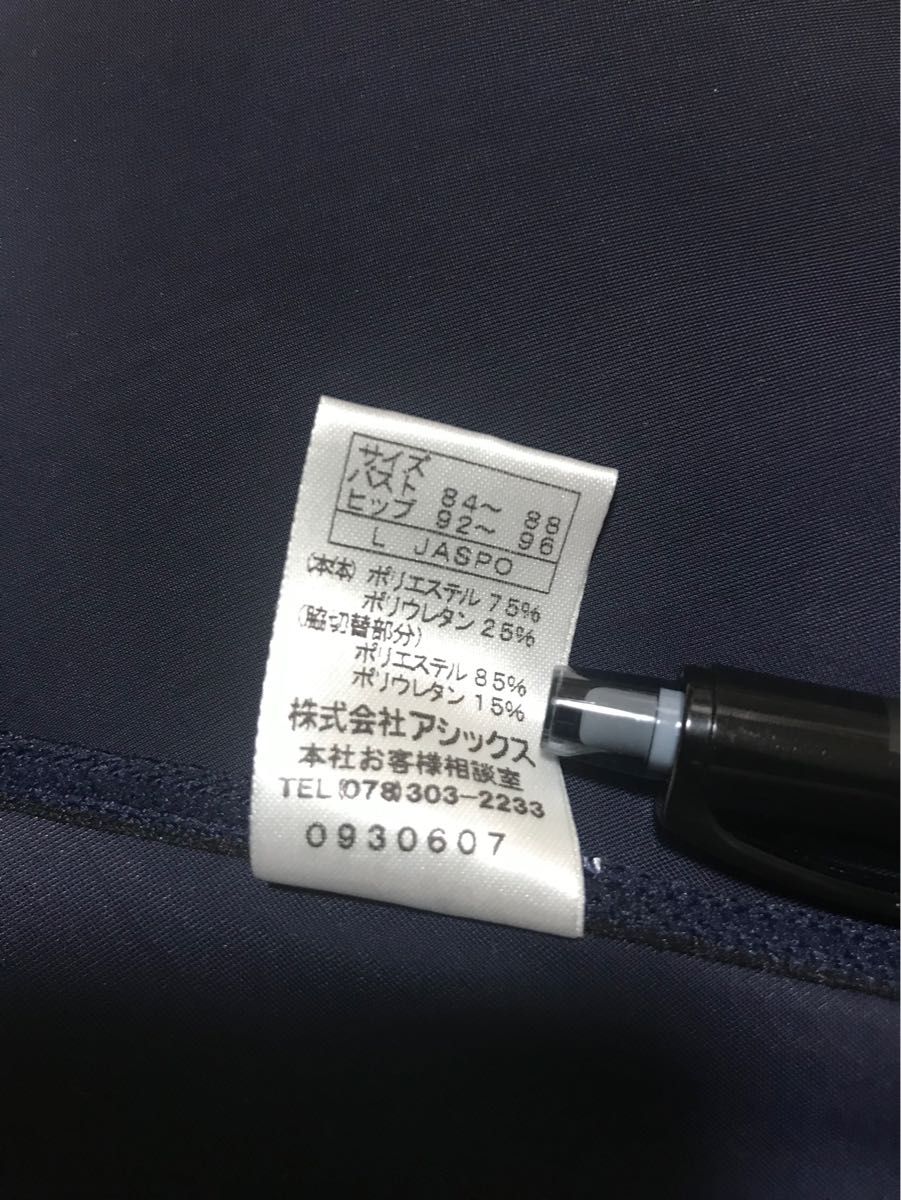 サイズ
バスト 84～ 88
ヒップ 92～ 96
L JASPO
(本体) ポリエステル 75%
ポリウレタン 25%
(脇切替部分)
ポリエステル 85%
ポリウレタン 15%
株式会社アシックス
本社お客様相談室
TEL (078)303-2233
0930607